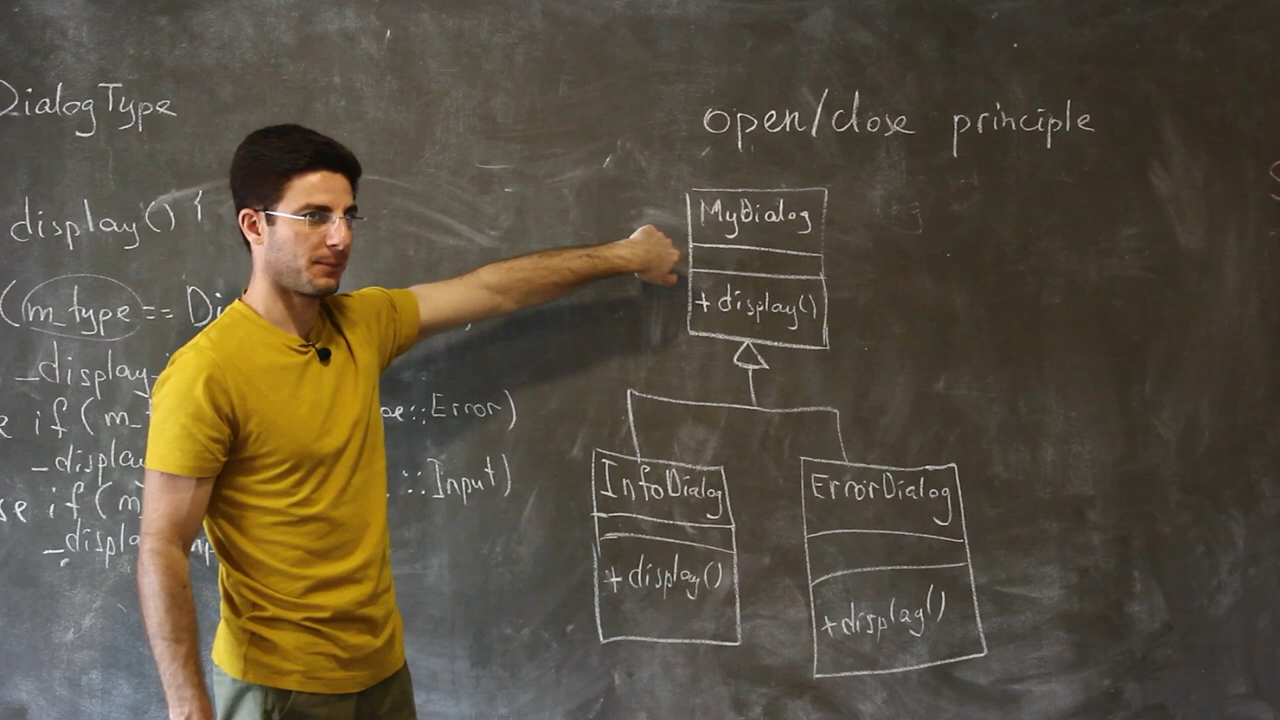 DialogType
display() {
(m_type == Di
_display_
if (m_ ::Error)
_display
if (m ::Input)
_displa
open/close principle
MyDialog
+ display()
InfoDialog
+ display()
ErrorDialog
+ display()